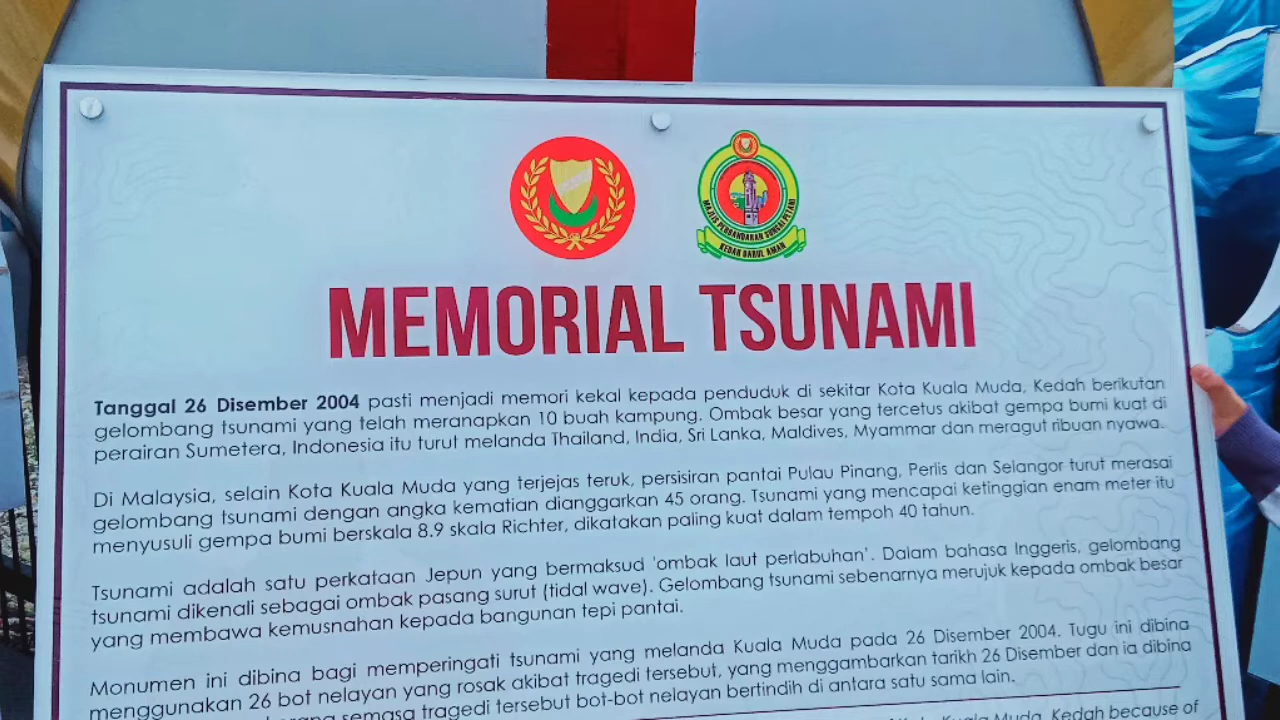 MAJLIS PERBANDARAN SUNGAI PETANI
KEDAH DARUL AMAN
MEMORIAL TSUNAMI
Tanggal 26 Disember 2004 pasti menjadi memori kekal kepada penduduk di sekitar Kota Kuala Muda, Kedah berikutan
gelombang tsunami yang telah meranapkan 10 buah kampung. Ombak besar yang tercetus akibat gempa bumi kuat di
perairan Sumetera, Indonesia itu turut melanda Thailand, India, Sri Lanka, Maldives, Myammar dan meragut ribuan nyawa.
Di Malaysia, selain Kota Kuala Muda yang terjejas teruk, persisiran pantai Pulau Pinang, Perlis dan Selangor turut merasai
gelombang tsunami dengan angka kematian dianggarkan 45 orang. Tsunami yang mencapai ketinggian enam meter itu
menyusuli gempa bumi berskala 8.9 skala Richter, dikatakan paling kuat dalam tempoh 40 tahun.
Tsunami adalah satu perkataan Jepun yang bermaksud 'ombak laut perlabuhan'. Dalam bahasa Inggeris, gelombang
tsunami dikenali sebagai ombak pasang surut (tidal wave). Gelombang tsunami sebenarnya merujuk kepada ombak besar
yang membawa kemusnahan kepada bangunan tepi pantai.
Monumen ini dibina bagi memperingati tsunami yang melanda Kuala Muda pada 26 Disember 2004. Tugu ini dibina
menggunakan 26 bot nelayan yang rosak akibat tragedi tersebut, yang menggambarkan tarikh 26 Disember dan ia dibina
semasa tragedi tersebut bot-bot nelayan bertindih di antara satu sama lain.
Kuala Muda, Kedah because of